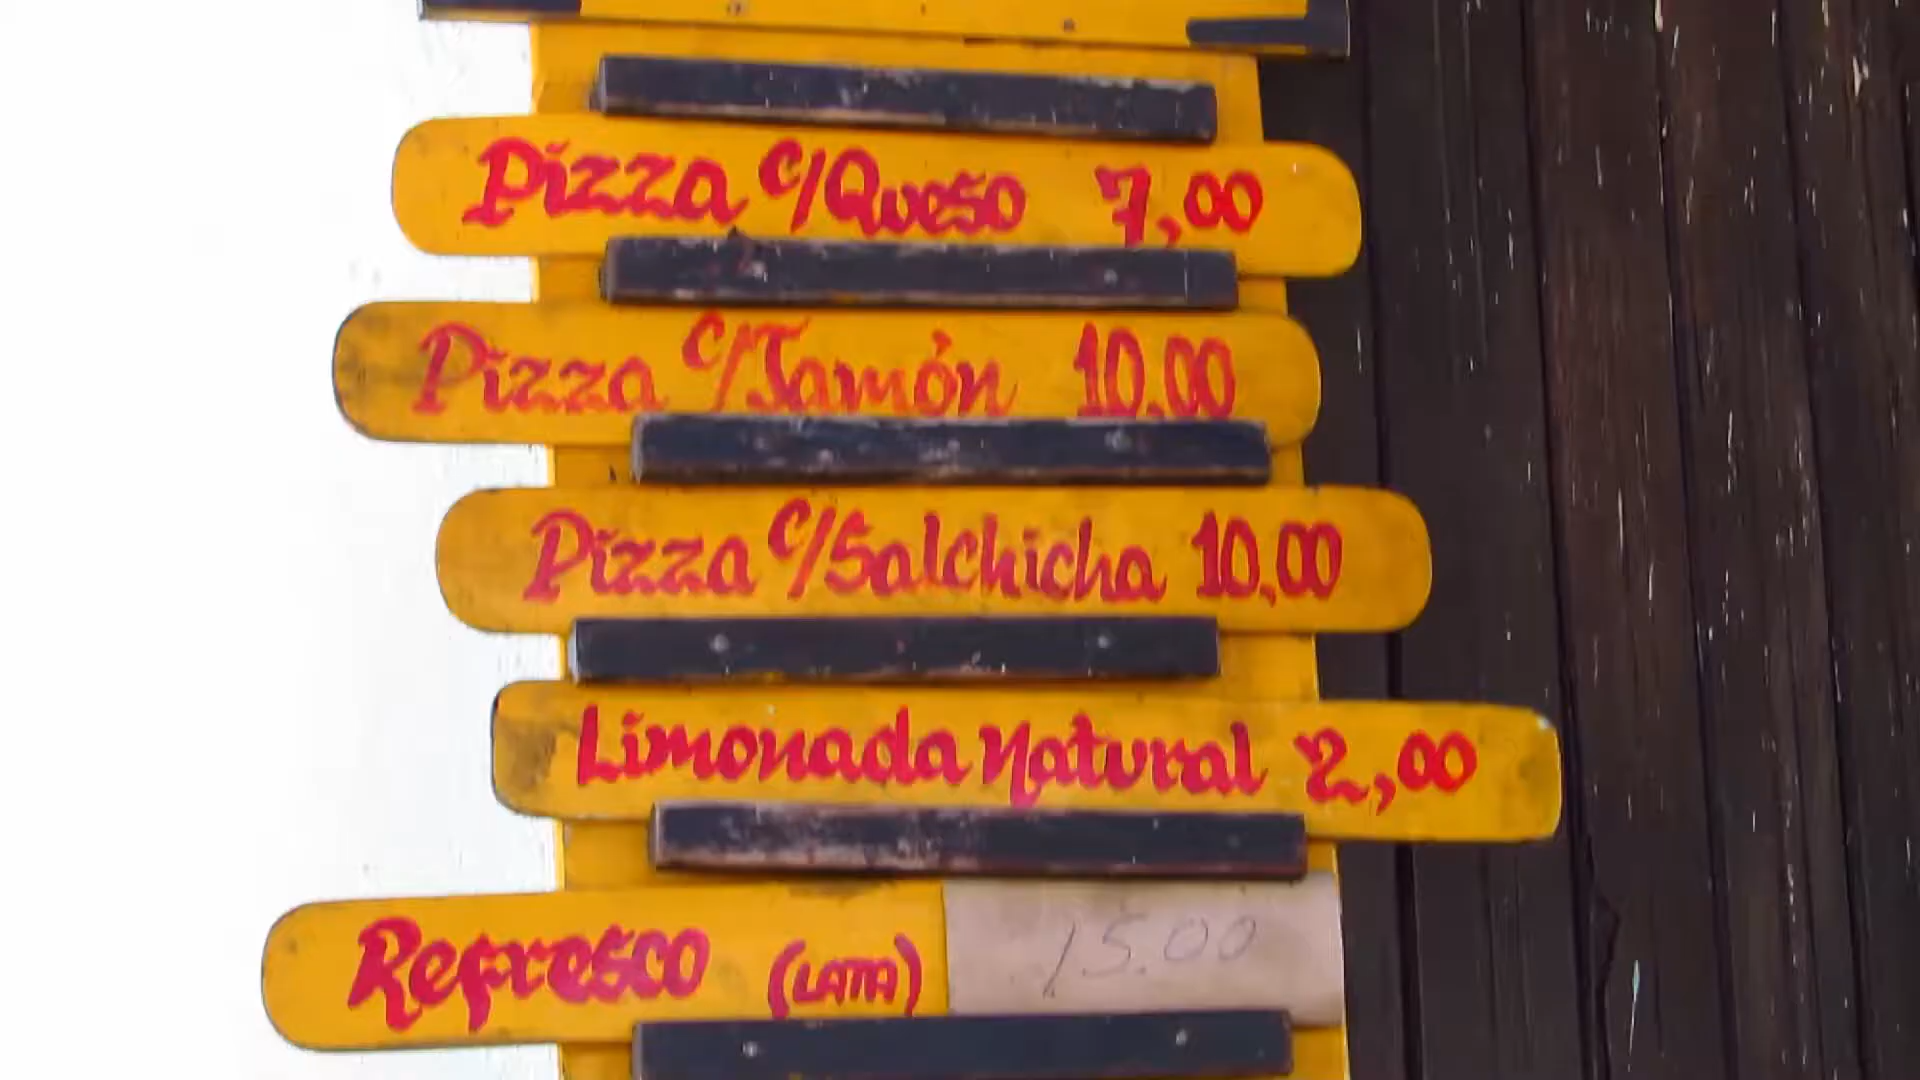 Pizza c/Queso 7,00
Pizza c/Jamón 10,00
Pizza c/Salchicha 10,00
Limonada Natural 2,00
Refresco (LATA) 15.00